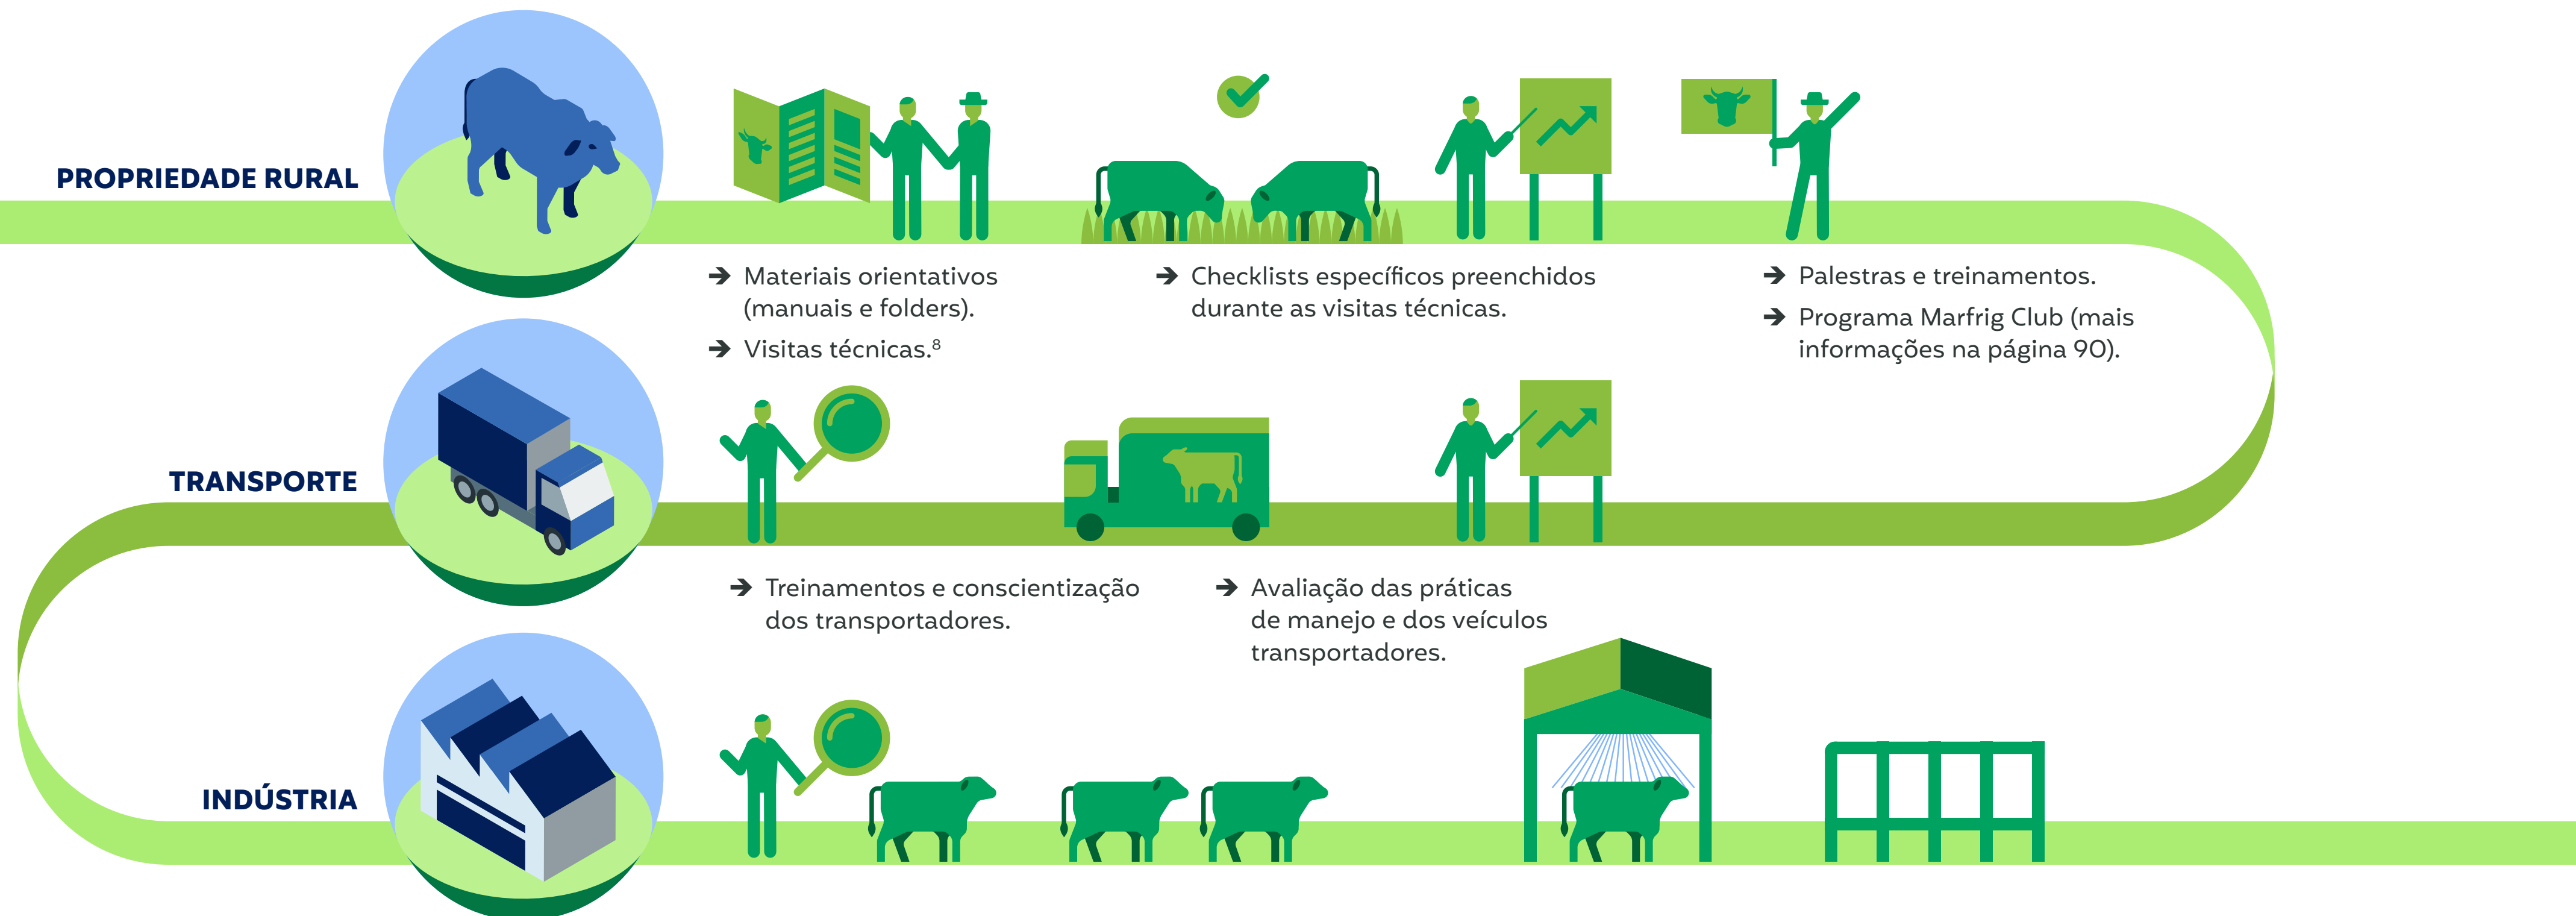 PROPRIEDADE RURAL
➔ Materiais orientativos
(manuais e folders).
➔ Visitas técnicas.⁸
➔ Checklists específicos preenchidos
durante as visitas técnicas.
➔ Palestras e treinamentos.
➔ Programa Marfrig Club (mais
informações na página 90).
TRANSPORTE
➔ Treinamentos e conscientização
dos transportadores.
➔ Avaliação das práticas
de manejo e dos veículos
transportadores.
INDÚSTRIA